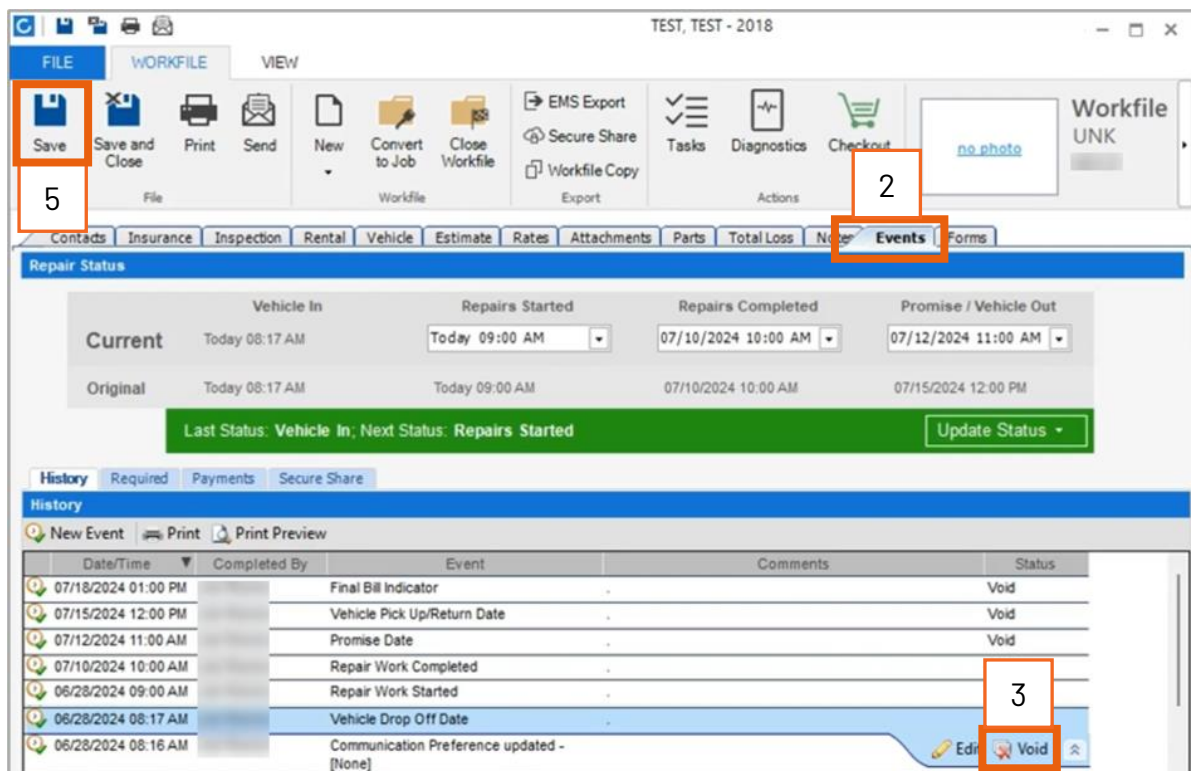 TEST, TEST - 2018
FILE WORKFILE VIEW
Save
Save and Close
Print
Send
New
Convert to Job
Close Workfile
EMS Export
Secure Share
Workfile Copy
Tasks
Diagnostics
Checkout
no photo
Workfile
UNK
5
File Workfile Export Actions
2
Contacts Insurance Inspection Rental Vehicle Estimate Rates Attachments Parts Total Loss Notes Events Forms
Repair Status
Vehicle In Repairs Started Repairs Completed Promise / Vehicle Out
Current Today 08:17 AM Today 09:00 AM 07/10/2024 10:00 AM 07/12/2024 11:00 AM
Original Today 08:17 AM Today 09:00 AM 07/10/2024 10:00 AM 07/15/2024 12:00 PM
Last Status: Vehicle In; Next Status: Repairs Started Update Status
History Required Payments Secure Share
History
New Event Print Print Preview
Date/Time Completed By Event Comments Status
07/18/2024 01:00 PM Final Bill Indicator . Void
07/15/2024 12:00 PM Vehicle Pick Up/Return Date . Void
07/12/2024 11:00 AM Promise Date . Void
07/10/2024 10:00 AM Repair Work Completed .
06/28/2024 09:00 AM Repair Work Started .
3
06/28/2024 08:17 AM Vehicle Drop Off Date .
06/28/2024 08:16 AM Communication Preference updated - Edit Void
[None]